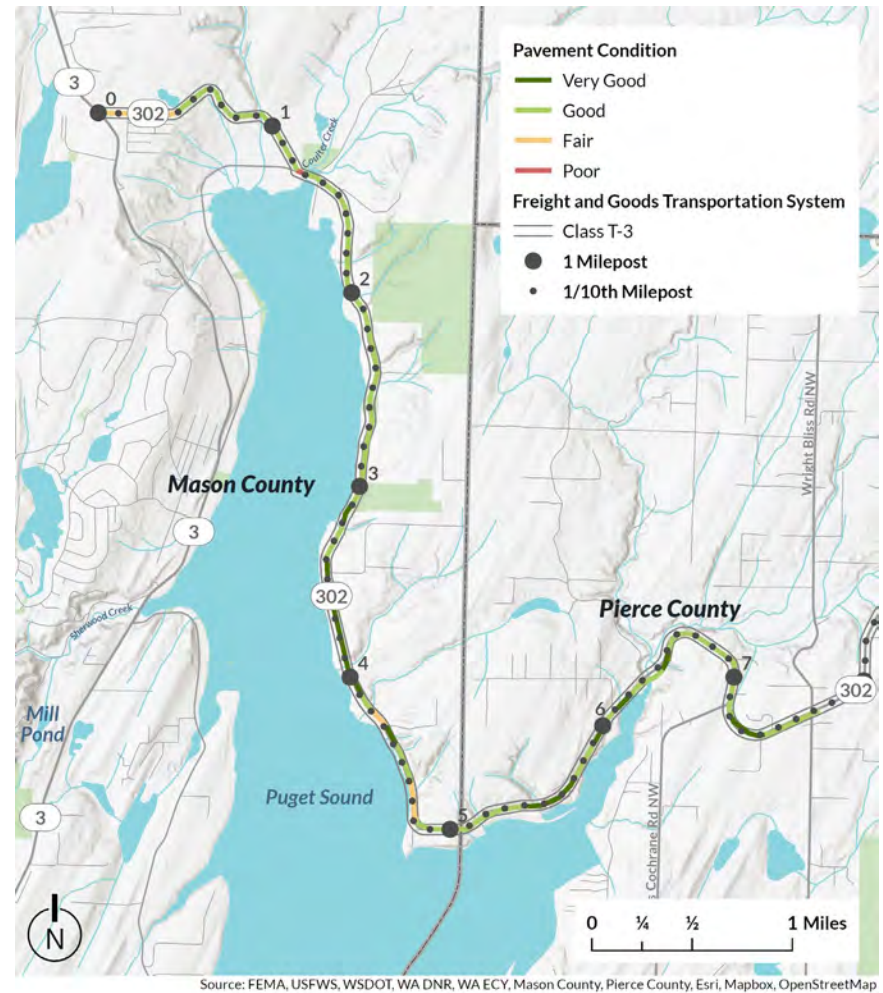 Pavement Condition
Very Good
Good
Fair
Poor
Freight and Goods Transportation System
Class T-3
1 Milepost
1/10th Milepost
3
0
302
1
Coulter Creek
2
Wright Bliss Rd NW
3
Mason County
3
302
Sherwood Creek
Pierce County
4
7
302
6
Mill
Pond
Puget Sound
5
3
s Cochrane Rd NW
N
0 ¼ ½ 1 Miles
Source: FEMA, USFWS, WSDOT, WA DNR, WA ECY, Mason County, Pierce County, Esri, Mapbox, OpenStreetMap